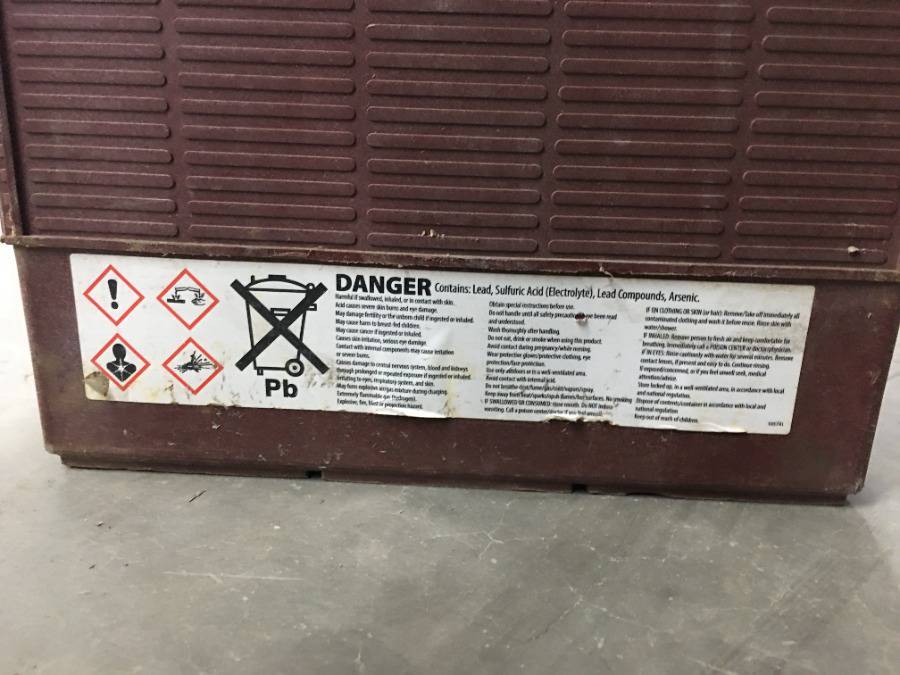 DANGER Contains: Lead, Sulfuric Acid (Electrolyte), Lead Compounds, Arsenic.
Harmful if swallowed, inhaled, or in contact with skin.
Acid causes severe skin burns and eye damage.
May damage fertility or the unborn child if ingested or inhaled.
May cause harm to breast-fed children.
May cause cancer if ingested or inhaled.
Causes skin irritation, serious eye damage.
Contact with internal components may cause irritation
or severe burns.
Causes damage to central nervous system, blood and kidneys
through prolonged or repeated exposure if ingested or inhaled.
Irritating to eyes, respiratory system, and skin.
May form explosive air/gas mixture during charging.
Extremely flammable gas (hydrogen).
Explosive, fire, blast or projection hazard.
Obtain special instructions before use.
Do not handle until all safety precautions have been read
and understood.
Wash thoroughly after handling.
Do not eat, drink or smoke when using this product.
Avoid contact during pregnancy/while nursing.
Wear protective gloves/protective clothing, eye
protection/face protection.
Use only outdoors or in a well-ventilated area.
Avoid contact with internal acid.
Do not breathe dust/fume/gas/mist/vapors/spray.
Keep away from heat/sparks/open flames/hot surfaces. No smoking
IF SWALLOWED OR CONSUMED: rinse mouth. Do NOT induce
vomiting. Call a poison center/doctor if you feel unwell.
IF ON CLOTHING OR SKIN (or hair): Remove/Take off immediately all
contaminated clothing and wash it before reuse. Rinse skin with
water/shower.
IF INHALED: Remove person to fresh air and keep comfortable for
breathing. Immediately call a POISON CENTER or doctor/physician.
IF IN EYES: Rinse cautiously with water for several minutes. Remove
contact lenses, if present and easy to do. Continue rinsing.
If exposed/concerned, or if you feel unwell seek, medical
attention/advice.
Store locked up, in a well-ventilated area, in accordance with local
and national regulation.
Dispose of contents/container in accordance with local and
national regulation
Keep out of reach of children.
Pb